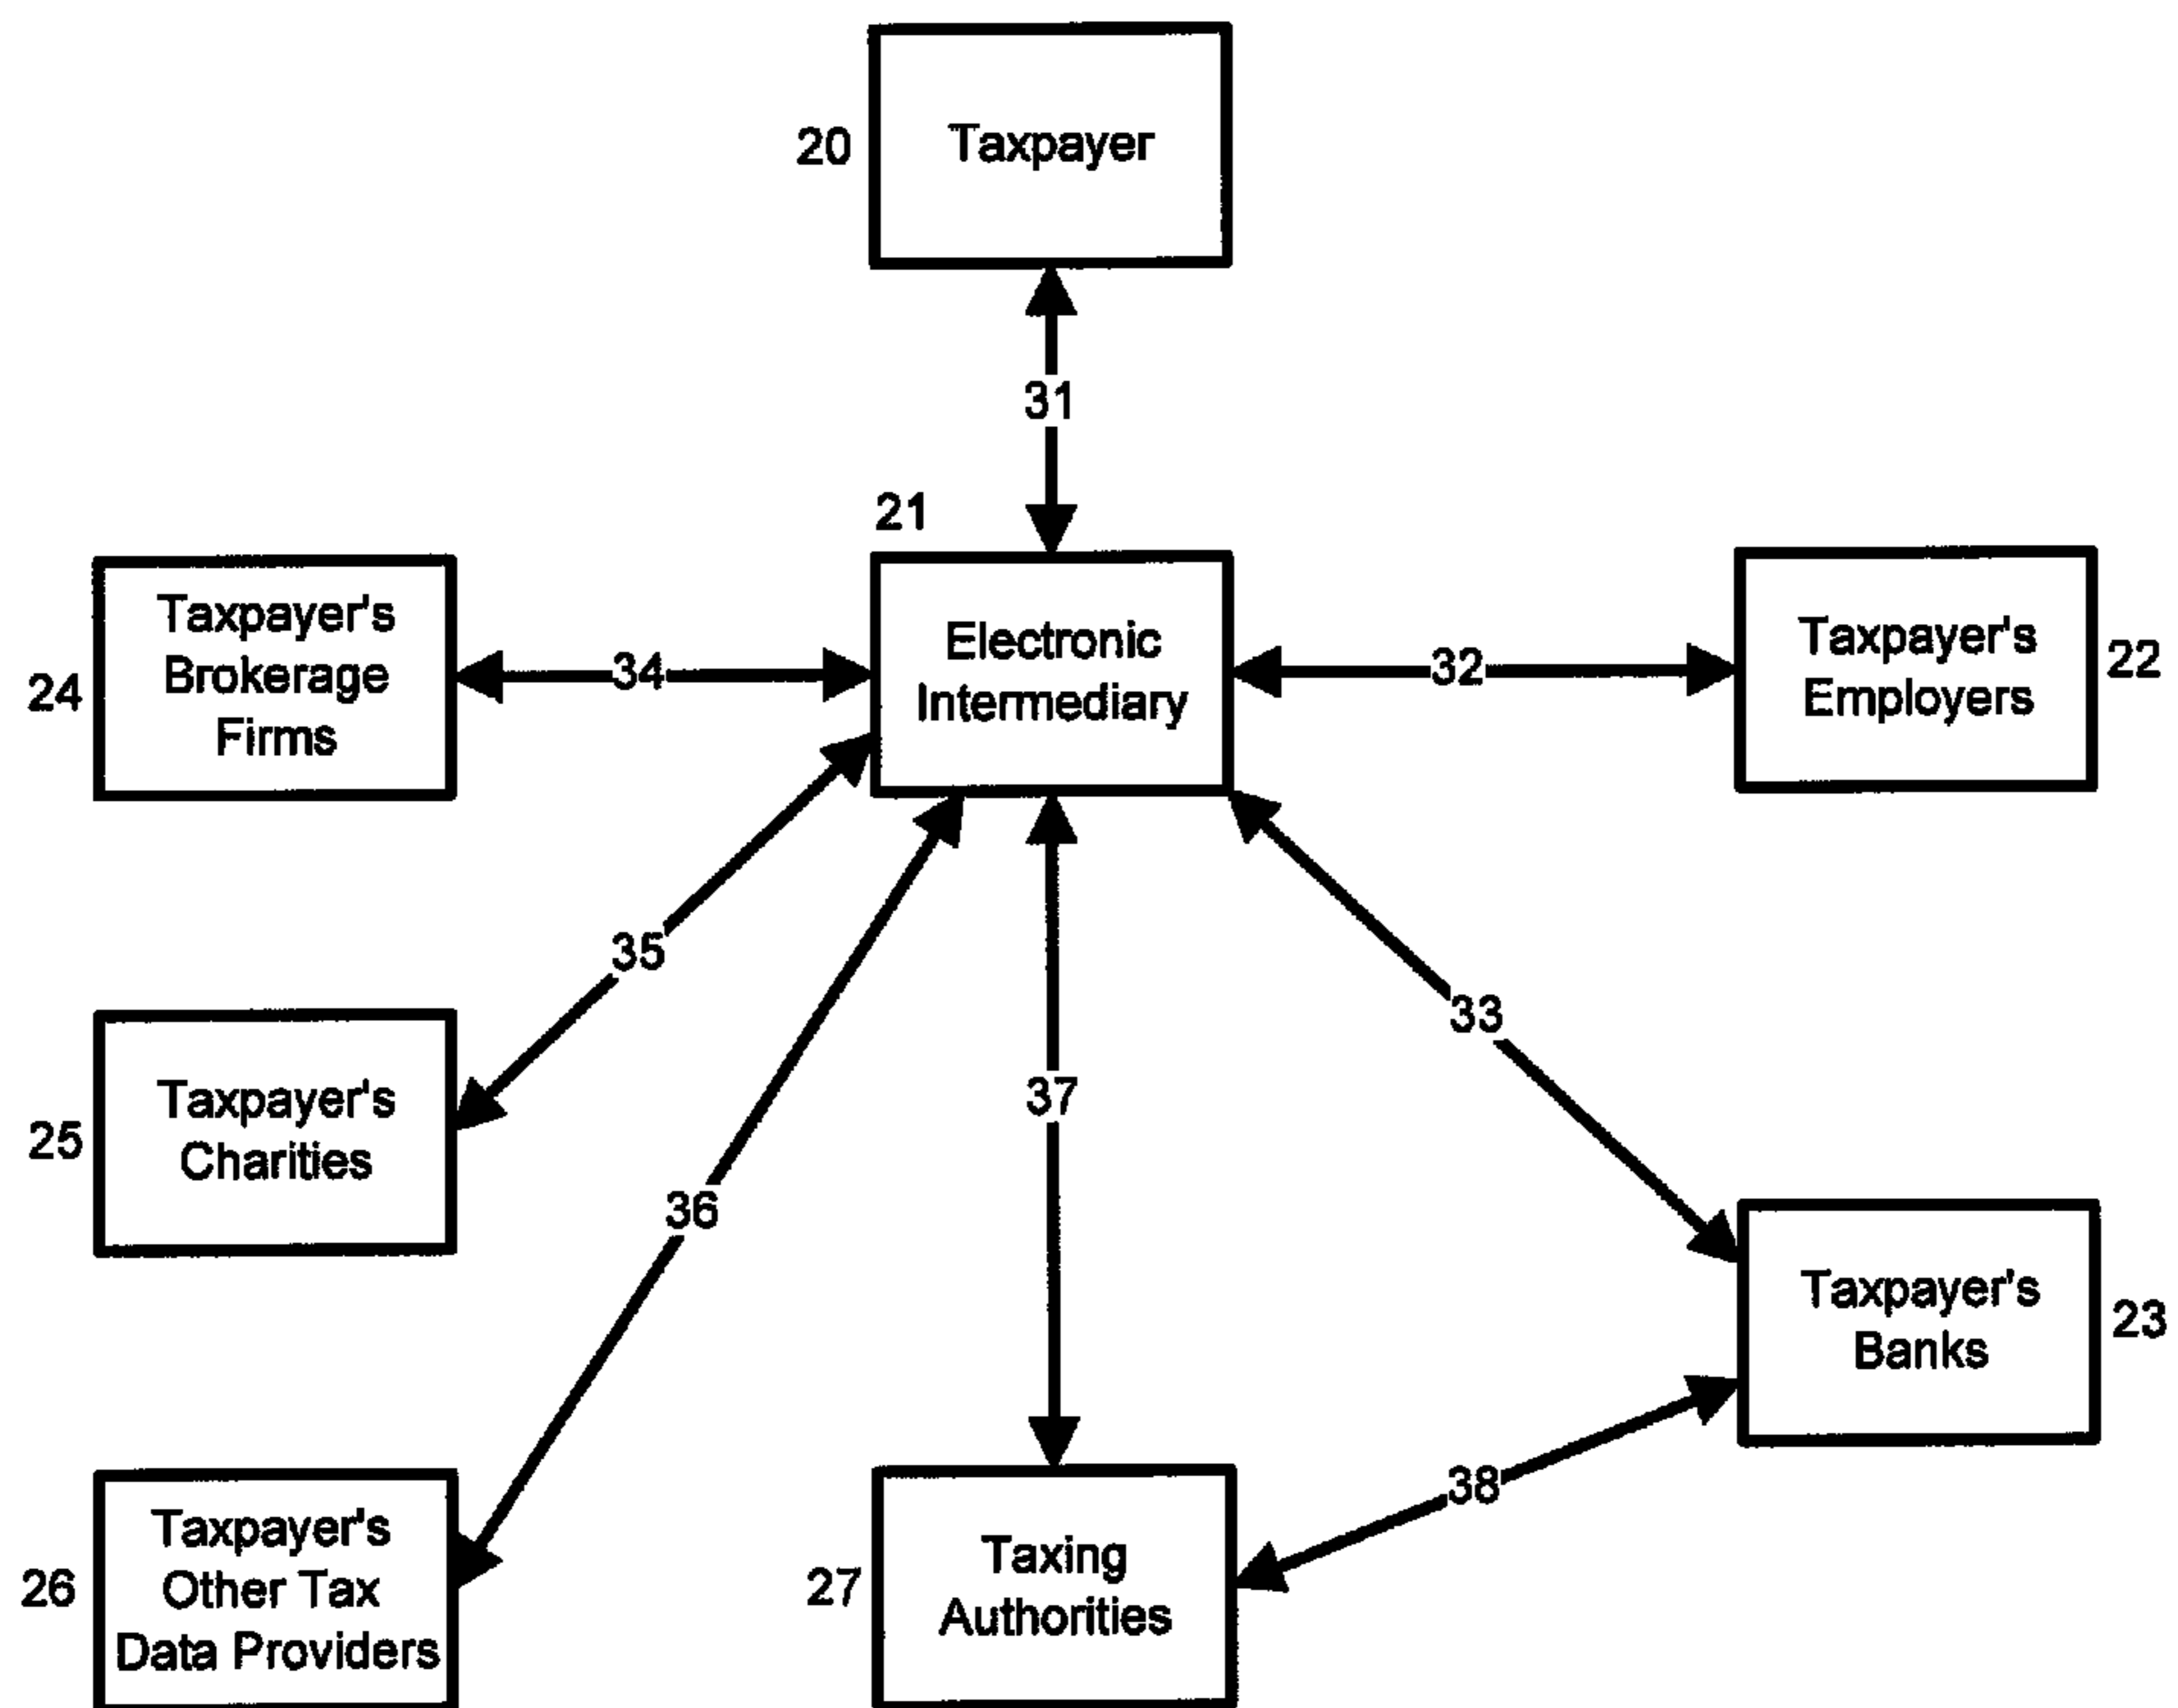 20
Taxpayer
31
21
Electronic
Intermediary
24
Taxpayer's
Brokerage
Firms
34
32
Taxpayer's
Employers
22
35
33
25
Taxpayer's
Charities
37
36
Taxpayer's
Banks
23
38
26
Taxpayer's
Other Tax
Data Providers
27
Taxing
Authorities